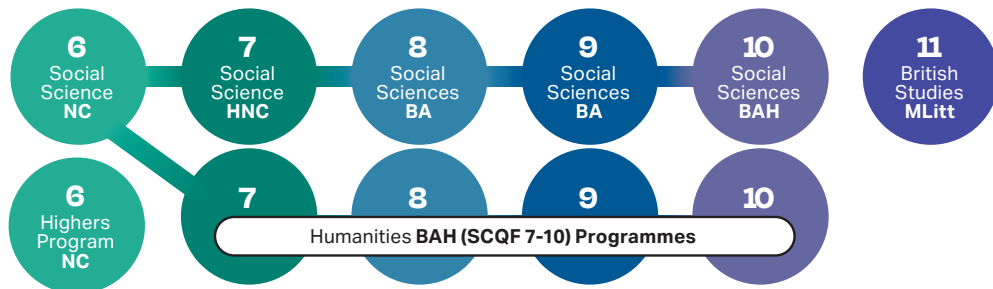 6
Social
Science
NC
7
Social
Science
HNC
8
Social
Sciences
BA
9
Social
Sciences
BA
10
Social
Sciences
BAH
11
British
Studies
MLitt
6
Highers
Program
NC
7
8
9
10
Humanities BAH (SCQF 7-10) Programmes